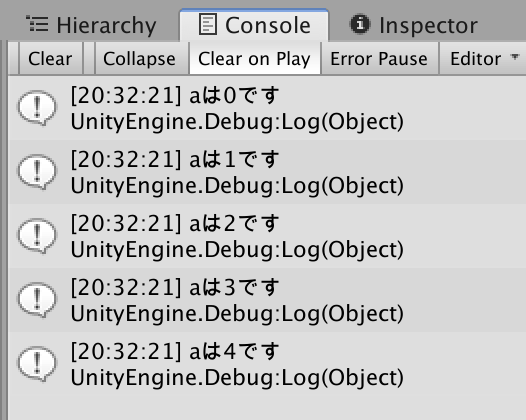 Hierarchy Console Inspector
Clear Collapse Clear on Play Error Pause Editor
[20:32:21] aは0です
UnityEngine.Debug:Log(Object)
[20:32:21] aは1です
UnityEngine.Debug:Log(Object)
[20:32:21] aは2です
UnityEngine.Debug:Log(Object)
[20:32:21] aは3です
UnityEngine.Debug:Log(Object)
[20:32:21] aは4です
UnityEngine.Debug:Log(Object)